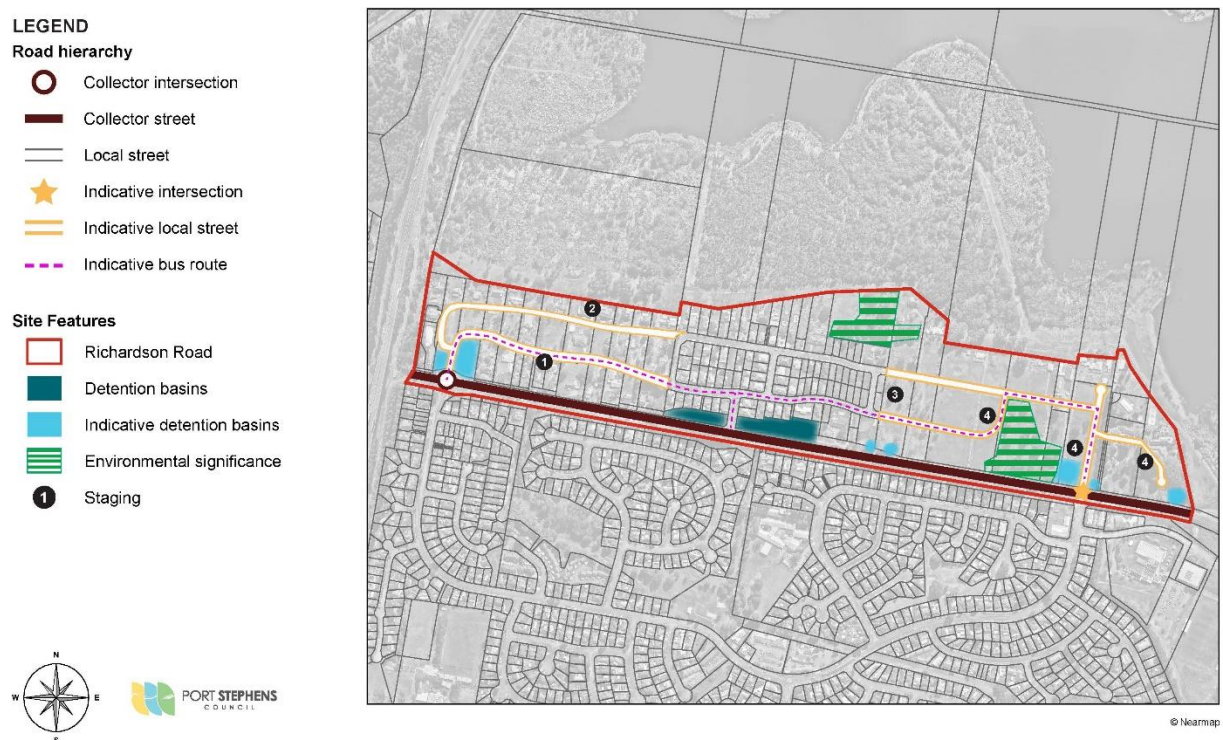 LEGEND
Road hierarchy
Collector intersection
Collector street
Local street
Indicative intersection
Indicative local street
Indicative bus route
Site Features
Richardson Road
Detention basins
Indicative detention basins
Environmental significance
1 Staging
2
1
3
4
4
4
N
W E
S
PORT STEPHENS
COUNCIL
© Nearmap